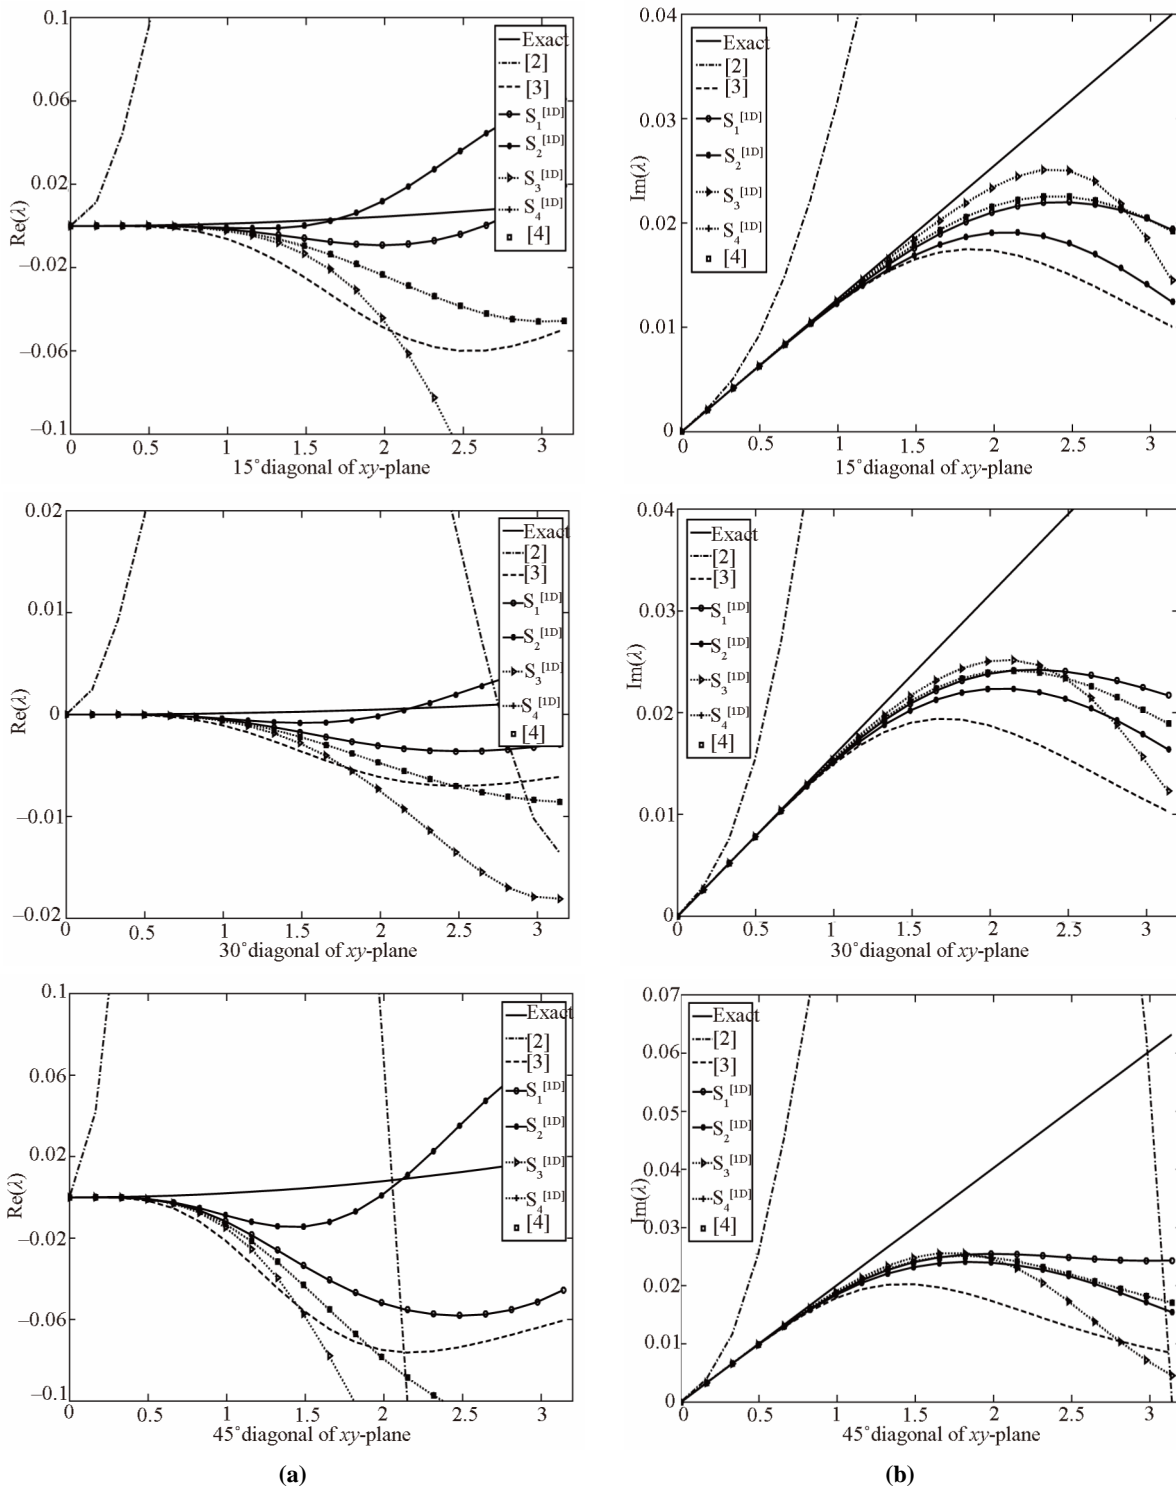 0.1
0.06
0.02
−0.02
−0.06
−0.1
Re(λ)
0 0.5 1 1.5 2 2.5 3
15°diagonal of xy-plane
Exact
[2]
[3]
S1[1D]
S2[1D]
S3[1D]
S4[1D]
[4]
0.04
0.03
0.02
0.01
0
Im(λ)
0 0.5 1 1.5 2 2.5 3
15°diagonal of xy-plane
Exact
[2]
[3]
S1[1D]
S2[1D]
S3[1D]
S4[1D]
[4]
0.02
0.01
0
−0.01
−0.02
Re(λ)
0 0.5 1 1.5 2 2.5 3
30°diagonal of xy-plane
Exact
[2]
[3]
S1[1D]
S2[1D]
S3[1D]
S4[1D]
[4]
0.04
0.03
0.02
0.01
0
Im(λ)
0 0.5 1 1.5 2 2.5 3
30°diagonal of xy-plane
Exact
[2]
[3]
S1[1D]
S2[1D]
S3[1D]
S4[1D]
[4]
0.1
0.06
0.02
−0.02
−0.06
−0.1
Re(λ)
0 0.5 1 1.5 2 2.5 3
45°diagonal of xy-plane
Exact
[2]
[3]
S1[1D]
S2[1D]
S3[1D]
S4[1D]
[4]
0.07
0.06
0.05
0.04
0.03
0.02
0.01
0
Im(λ)
0 0.5 1 1.5 2 2.5 3
45°diagonal of xy-plane
Exact
[2]
[3]
S1[1D]
S2[1D]
S3[1D]
S4[1D]
[4]
(a)
(b)